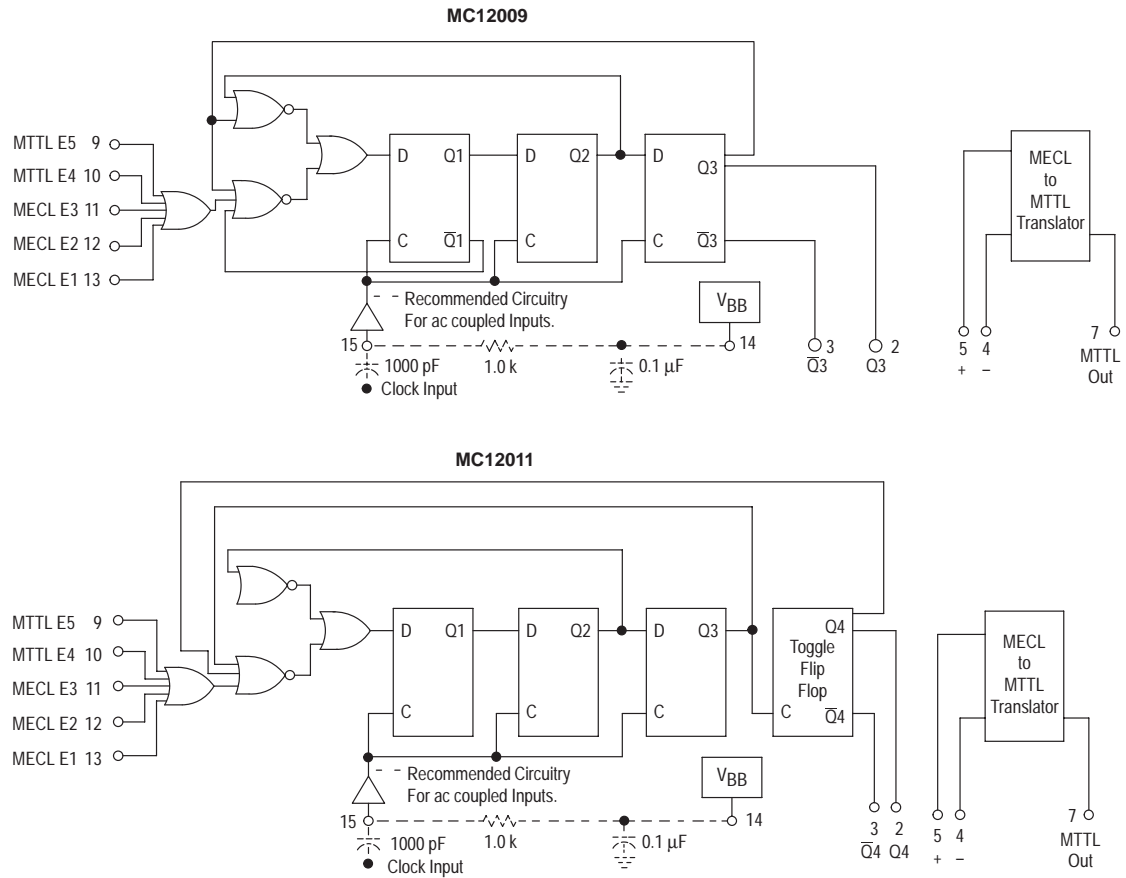 MC12009
MTTL E5 9
MTTL E4 10
MECL E3 11
MECL E2 12
MECL E1 13
D Q1
C Q̅1
D Q2
C
D Q3
C Q̅3
MECL
to
MTTL
Translator
Recommended Circuitry
For ac coupled Inputs.
VBB
15
1000 pF
1.0 k
0.1 µF
14
Clock Input
3
Q̅3
2
Q3
5
+
4
–
7
MTTL
Out
MC12011
MTTL E5 9
MTTL E4 10
MECL E3 11
MECL E2 12
MECL E1 13
D Q1
C
D Q2
C
D Q3
C
Q4
Toggle
Flip
Flop
C Q̅4
MECL
to
MTTL
Translator
Recommended Circuitry
For ac coupled Inputs.
VBB
15
1000 pF
1.0 k
0.1 µF
14
Clock Input
3
Q̅4
2
Q4
5
+
4
–
7
MTTL
Out